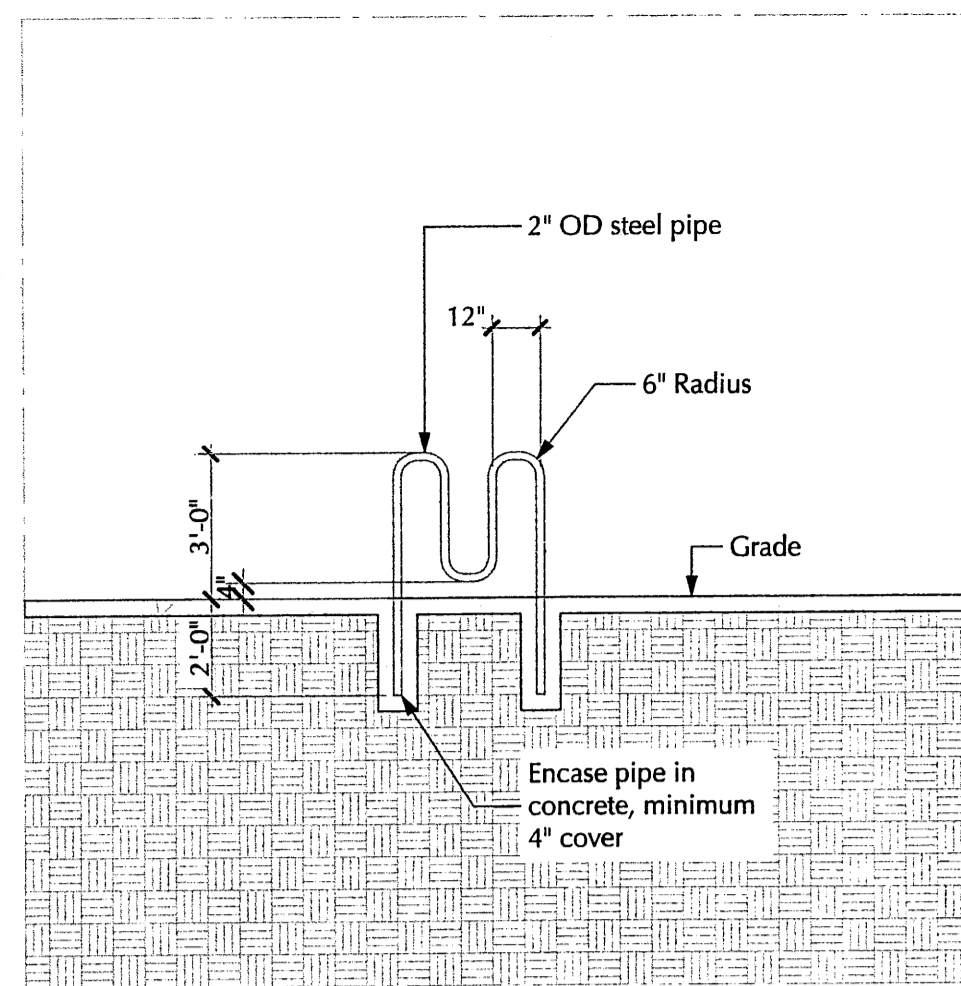 2" OD steel pipe
12"
6" Radius
3'-0"
Grade
4"
2'-0"
Encase pipe in
concrete, minimum
4" cover